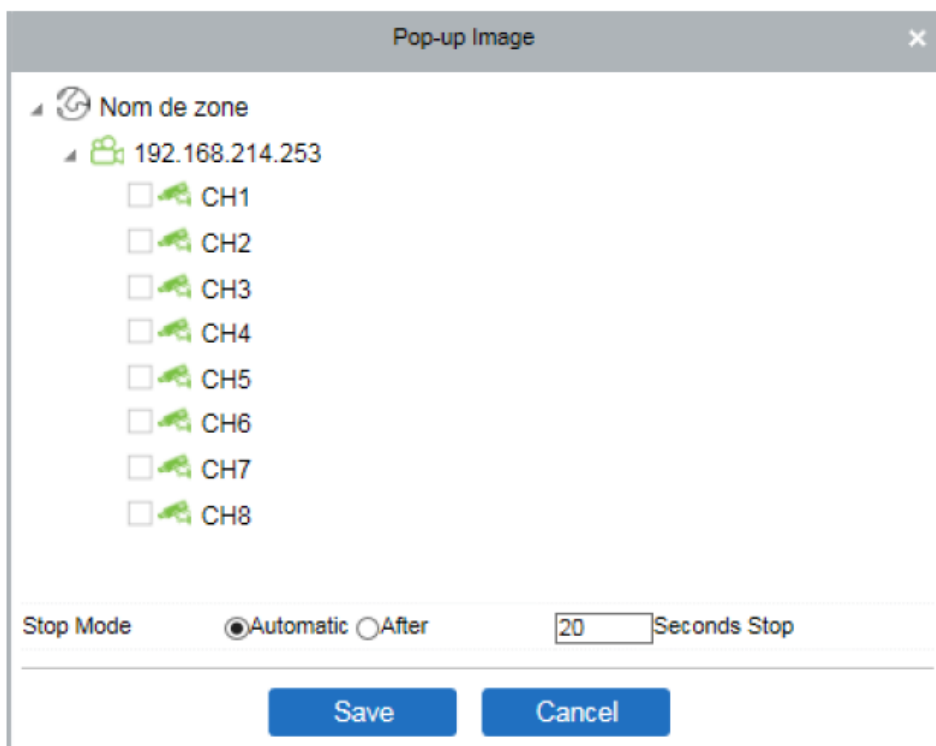 Pop-up Image
Nom de zone
192.168.214.253
CH1
CH2
CH3
CH4
CH5
CH6
CH7
CH8
Stop Mode Automatic After 20 Seconds Stop
Save Cancel